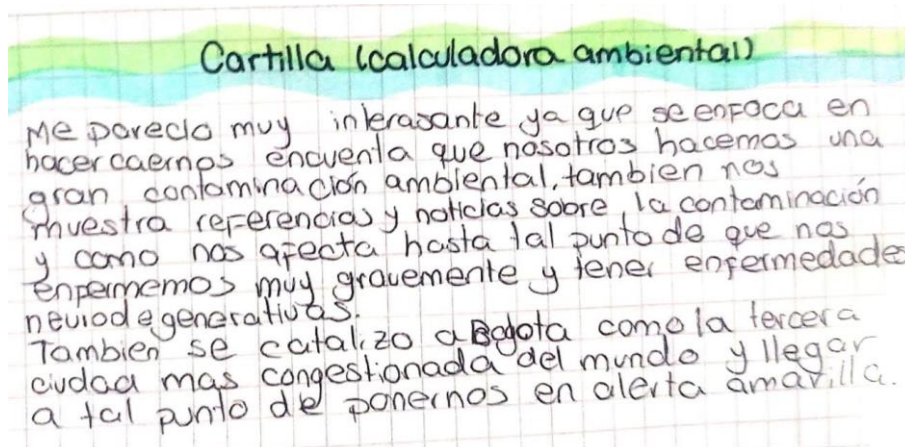 Cartilla (calculadora ambiental)
Me parecio muy interasante ya que se enfoca en
hacer caernos encuenta que nosotros hacemos una
gran contaminación ambiental, tambien nos
muestra referencias y noticias sobre la contaminación
y como nos afecta hasta tal punto de que nos
enfermemos muy gravemente y tener enfermedades
neurodegenerativas.
Tambien se catalizo a Bogota como la tercera
ciudad mas congestionada del mundo y llegar
a tal punto de ponernos en alerta amarilla.